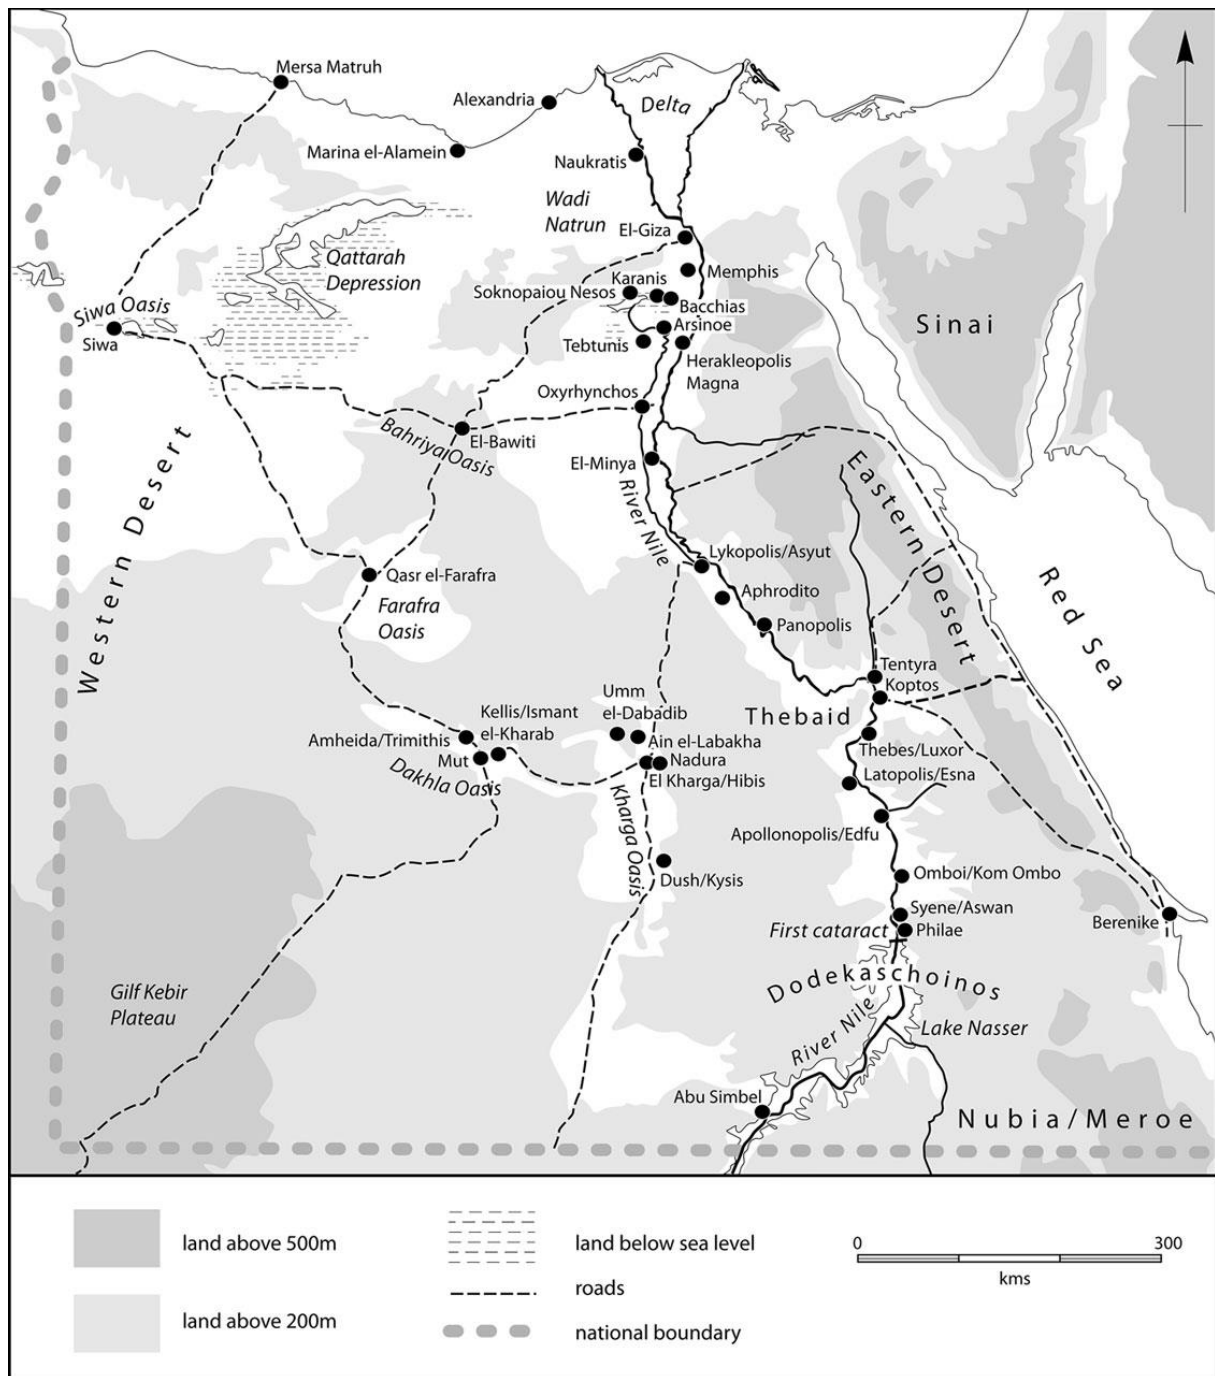 Mersa Matruh
Alexandria
Delta
Marina el-Alamein
Naukratis
Wadi
Natrun
El-Giza
Qattarah
Depression
Memphis
Karanis
Soknopaiou Nesos
Bacchias
Siwa Oasis
Siwa
Arsinoe
Sinai
Tebtunis
Herakleopolis
Magna
Oxyrhynchos
Bahriya Oasis
El-Bawiti
El-Minya
River Nile
Eastern Desert
Western Desert
Lykopolis/Asyut
Qasr el-Farafra
Farafra
Oasis
Aphrodito
Panopolis
Red Sea
Tentyra
Koptos
Umm
el-Dabadib
Thebaid
Kellis/Ismant
el-Kharab
Amheida/Trimithis
Mut
Dakhla Oasis
Ain el-Labakha
Nadura
El Kharga/Hibis
Kharga Oasis
Thebes/Luxor
Latopolis/Esna
Apollonopolis/Edfu
Dush/Kysis
Omboi/Kom Ombo
Syene/Aswan
First cataract
Philae
Berenike
Dodekaschoinos
Gilf Kebir
Plateau
River Nile
Lake Nasser
Abu Simbel
Nubia/Meroe
land above 500m
land above 200m
land below sea level
roads
national boundary
0 300
kms